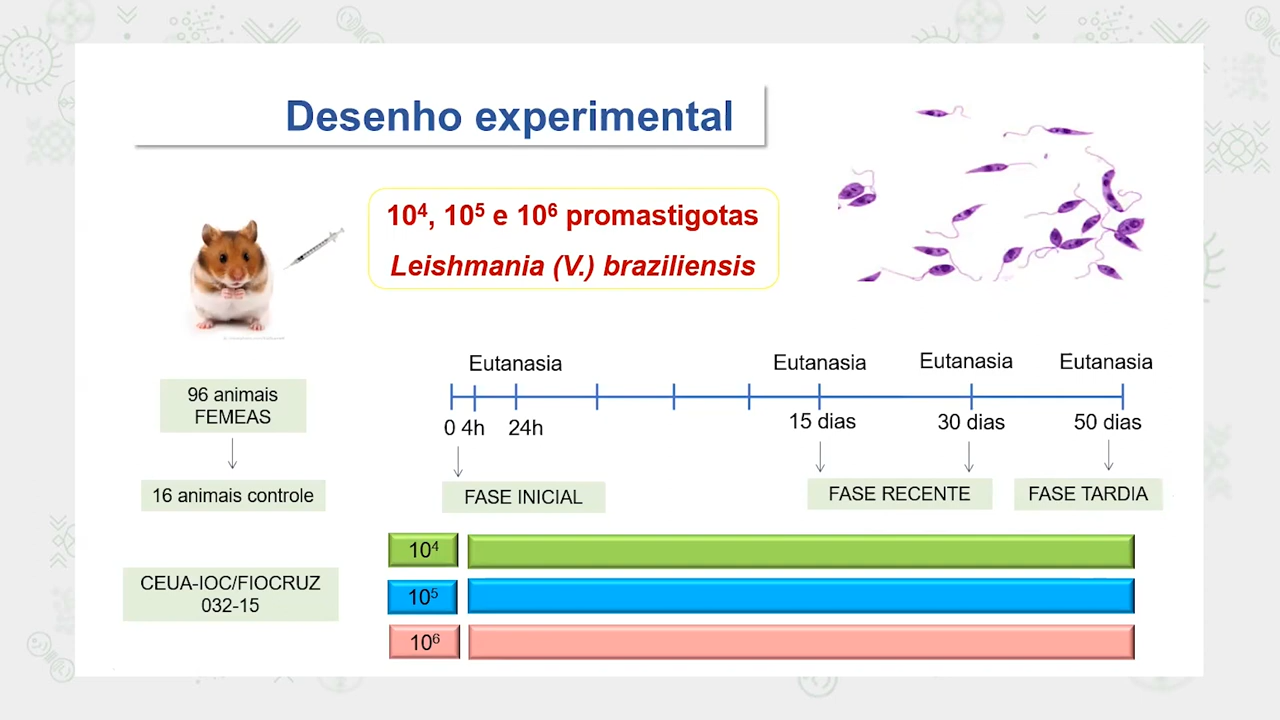 Desenho experimental
10⁴, 10⁵ e 10⁶ promastigotas
Leishmania (V.) braziliensis
96 animais
FEMEAS
16 animais controle
CEUA-IOC/FIOCRUZ
032-15
Eutanasia Eutanasia Eutanasia Eutanasia
0 4h 24h 15 dias 30 dias 50 dias
FASE INICIAL FASE RECENTE FASE TARDIA
10⁴
10⁵
10⁶